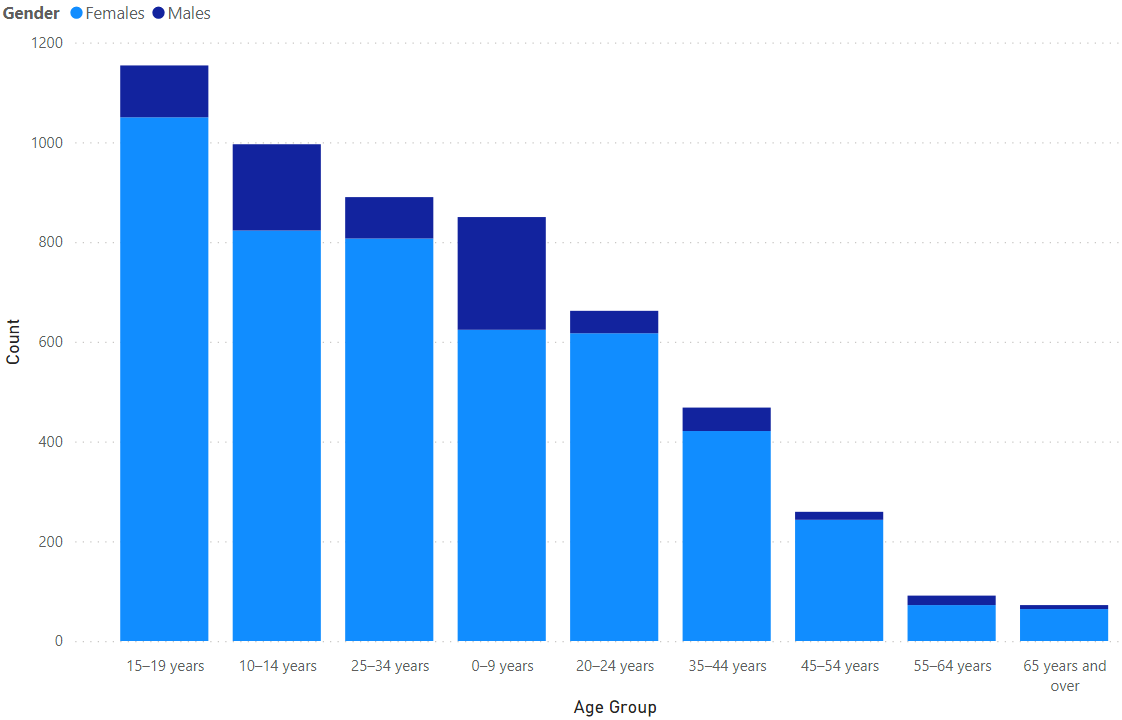 Gender Females Males
1200
1000
800
600
400
200
0
Count
15–19 years 10–14 years 25–34 years 0–9 years 20–24 years 35–44 years 45–54 years 55–64 years 65 years and
over
Age Group